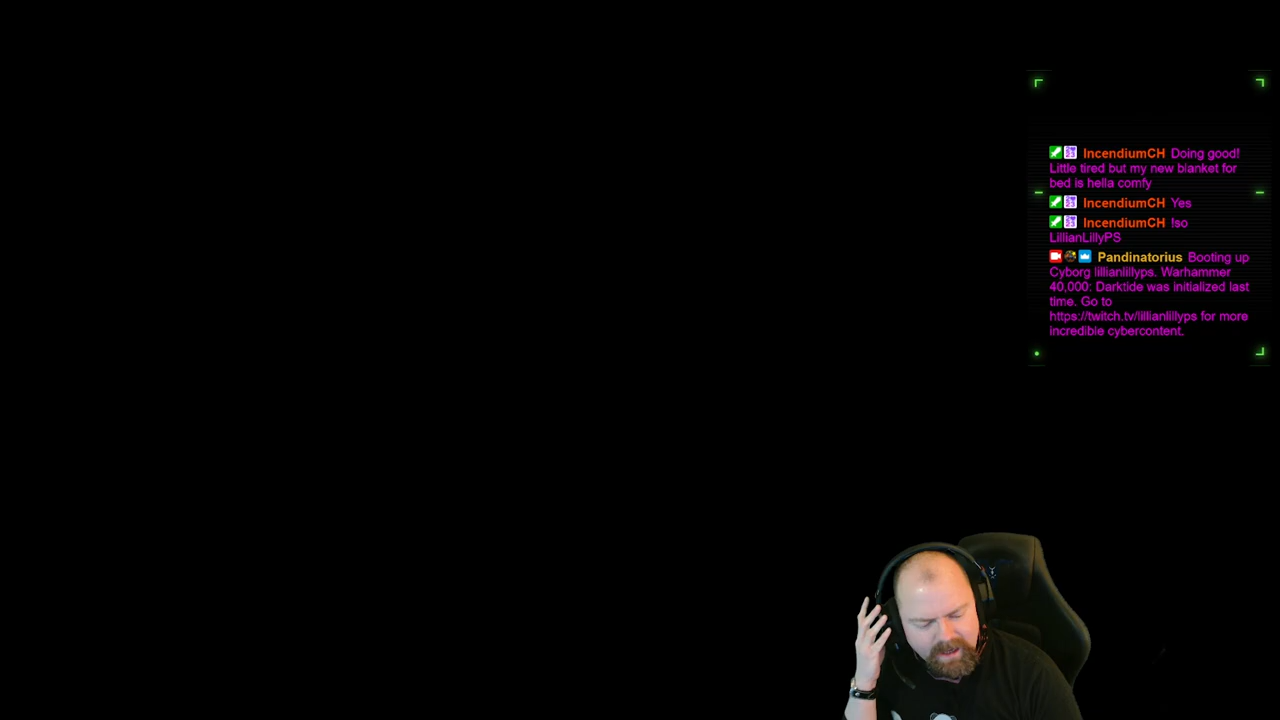 IncendiumCH Doing good!
Little tired but my new blanket for
bed is hella comfy
IncendiumCH Yes
IncendiumCH !so
LillianLillyPS
Pandinatorius Booting up
Cyborg lillianlillyps. Warhammer
40,000: Darktide was initialized last
time. Go to
https://twitch.tv/lillianlillyps for more
incredible cybercontent.